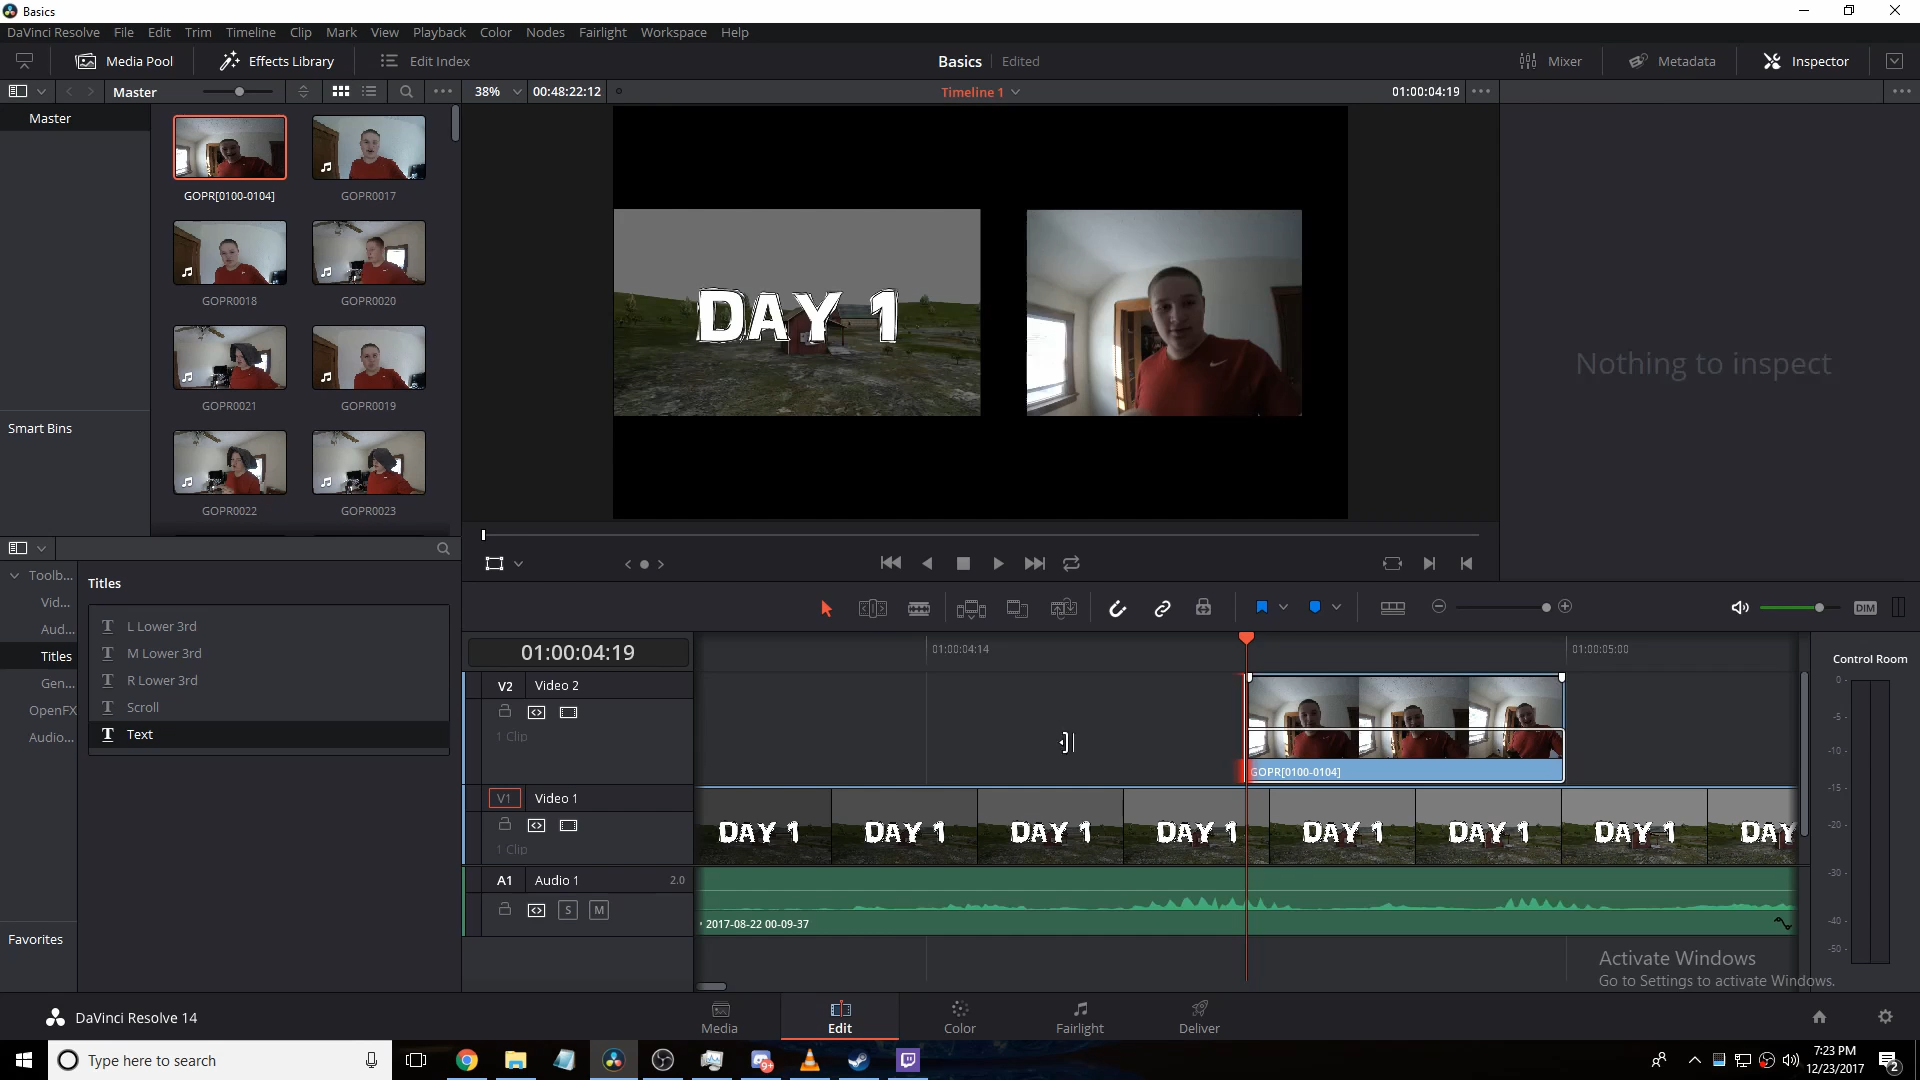 Basics
DaVinci Resolve File Edit Trim Timeline Clip Mark View Playback Color Nodes Fairlight Workspace Help
Media Pool Effects Library Edit Index Basics Edited Mixer Metadata Inspector
Master 38% 00:48:22:12 Timeline 1 01:00:04:19
Master
GOPR[0100-0104] GOPR0017
GOPR0018 GOPR0020
GOPR0021 GOPR0019
Smart Bins
GOPR0022 GOPR0023
DAY 1
Nothing to inspect
Toolb...
Vid...
Aud...
Titles
Gen...
OpenFX
Audio...
Favorites
Titles
L Lower 3rd
M Lower 3rd
R Lower 3rd
Scroll
Text
DIM
01:00:04:19 01:00:04:14 01:00:05:00
V2 Video 2
1 Clip
GOPR[0100-0104]
V1 Video 1
1 Clip
DAY 1 DAY 1 DAY 1 DAY 1 DAY 1 DAY 1 DAY 1 DAY
A1 Audio 1 2.0
S M
2017-08-22 00-09-37
Control Room
0
-5
-10
-15
-20
-30
-40
-50
Activate Windows
Go to Settings to activate Windows.
DaVinci Resolve 14
Media Edit Color Fairlight Deliver
Type here to search
9+
7:23 PM
12/23/2017
2